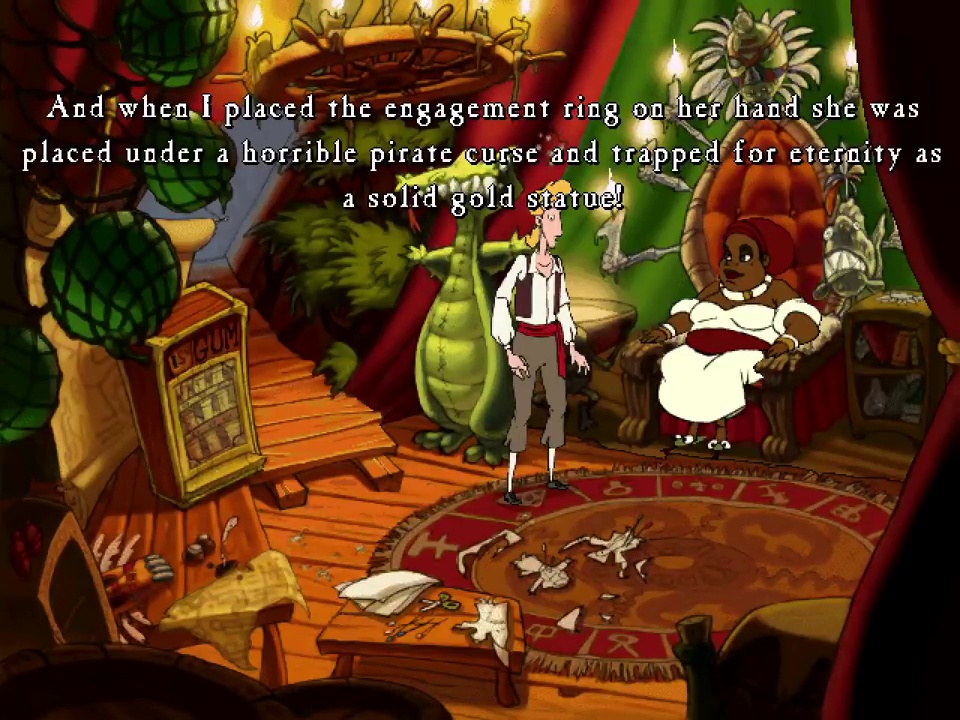 And when I placed the engagement ring on her hand she was
placed under a horrible pirate curse and trapped for eternity as
a solid gold statue!
GUM